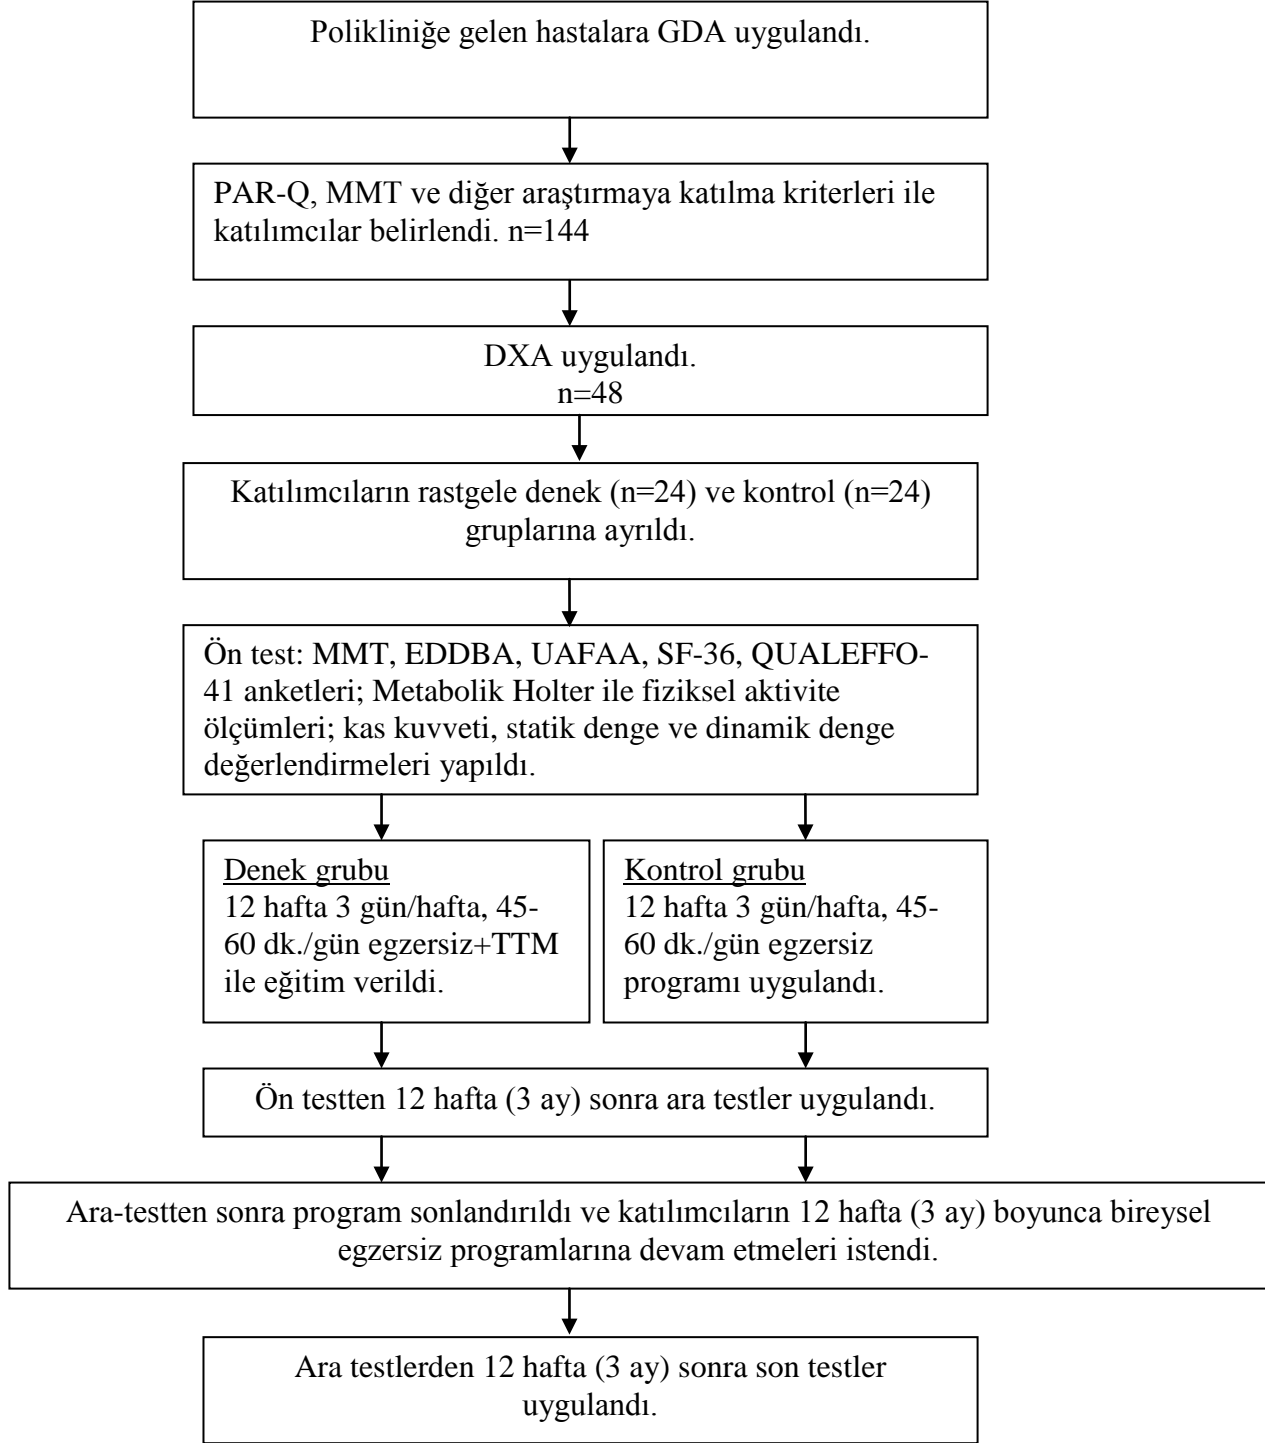 Polikliniğe gelen hastalara GDA uygulandı.
PAR-Q, MMT ve diğer araştırmaya katılma kriterleri ile
katılımcılar belirlendi. n=144
DXA uygulandı.
n=48
Katılımcıların rastgele denek (n=24) ve kontrol (n=24)
gruplarına ayrıldı.
Ön test: MMT, EDDBA, UAFAA, SF-36, QUALEFFO-
41 anketleri; Metabolik Holter ile fiziksel aktivite
ölçümleri; kas kuvveti, statik denge ve dinamik denge
değerlendirmeleri yapıldı.
Denek grubu
12 hafta 3 gün/hafta, 45-
60 dk./gün egzersiz+TTM
ile eğitim verildi.
Kontrol grubu
12 hafta 3 gün/hafta, 45-
60 dk./gün egzersiz
programı uygulandı.
Ön testten 12 hafta (3 ay) sonra ara testler uygulandı.
Ara-testten sonra program sonlandırıldı ve katılımcıların 12 hafta (3 ay) boyunca bireysel
egzersiz programlarına devam etmeleri istendi.
Ara testlerden 12 hafta (3 ay) sonra son testler
uygulandı.